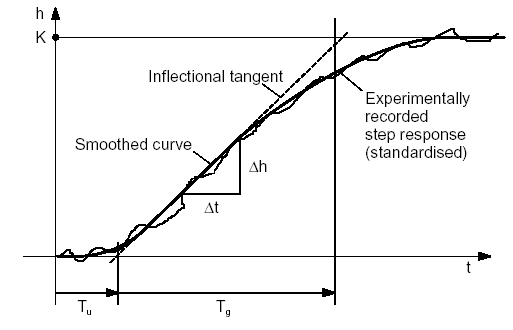 h
K
Inflectional tangent
Experimentally
recorded
step response
(standardised)
Smoothed curve
Δh
Δt
t
Tu
Tg